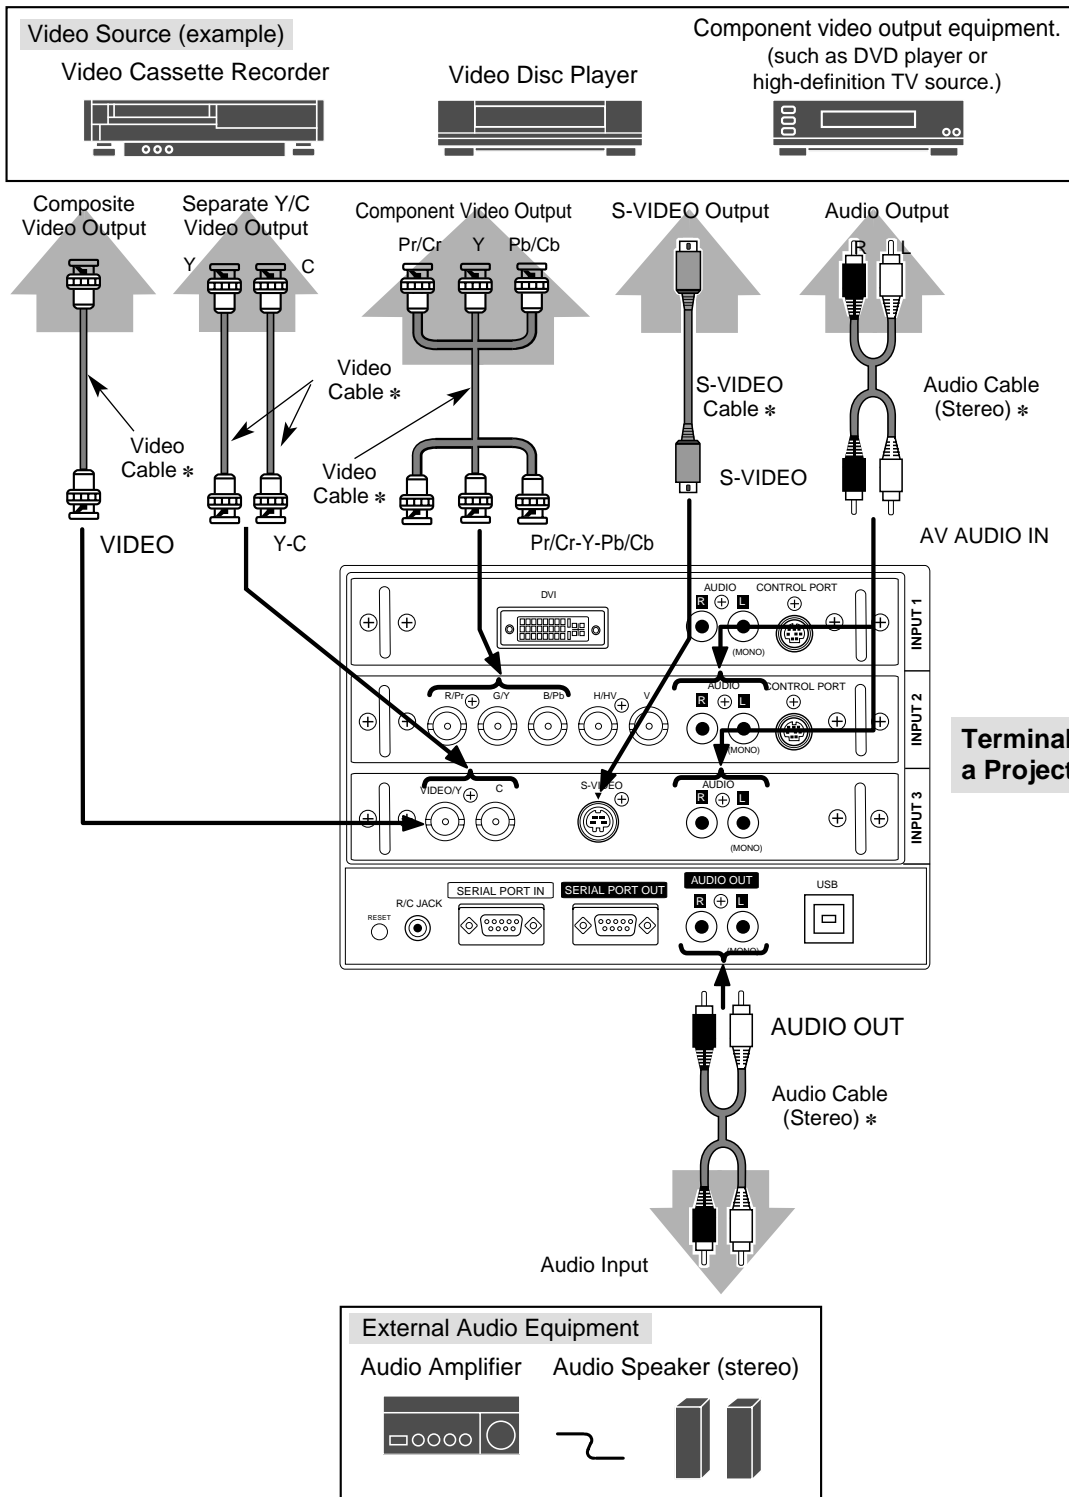 Video Source (example)
Video Cassette Recorder
Video Disc Player
Component video output equipment.
(such as DVD player or
high-definition TV source.)
Composite
Video Output
Separate Y/C
Video Output
Component Video Output
S-VIDEO Output
Audio Output
Y
C
Pr/Cr
Y
Pb/Cb
R
L
Video
Cable *
Video
Cable *
Video
Cable *
S-VIDEO
Cable *
Audio Cable
(Stereo) *
VIDEO
Y-C
Pr/Cr-Y-Pb/Cb
S-VIDEO
AV AUDIO IN
DVI
AUDIO
R
L
(MONO)
CONTROL PORT
INPUT 1
R/Pr
G/Y
B/Pb
H/HV
V
AUDIO
R
L
(MONO)
CONTROL PORT
INPUT 2
Terminal
a Project
VIDEO/Y
C
S-VIDEO
AUDIO
R
L
(MONO)
INPUT 3
RESET
R/C JACK
SERIAL PORT IN
SERIAL PORT OUT
AUDIO OUT
R
L
(MONO)
USB
AUDIO OUT
Audio Cable
(Stereo) *
Audio Input
External Audio Equipment
Audio Amplifier
Audio Speaker (stereo)